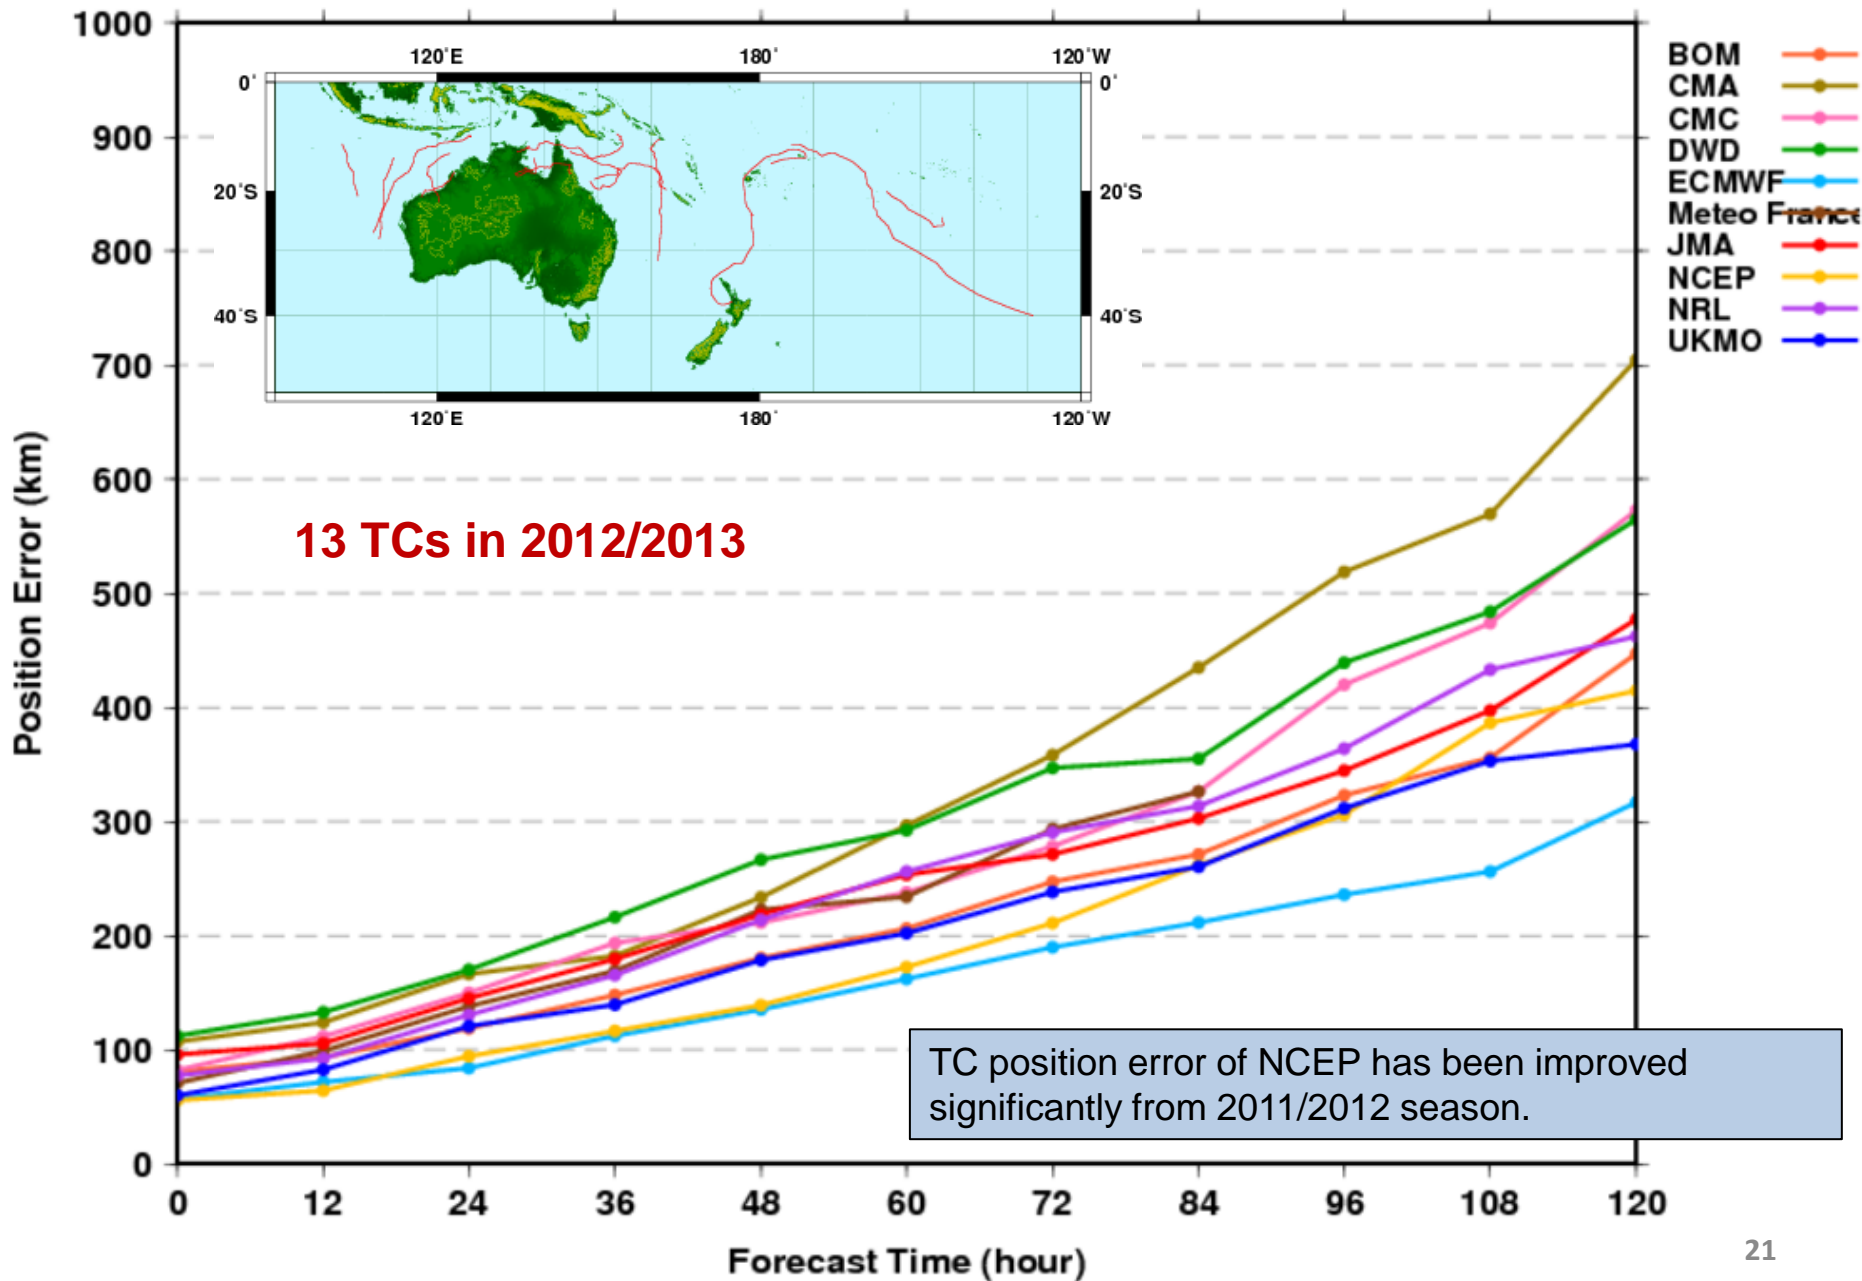 1000
900
800
700
600
500
400
300
200
100
0
Position Error (km)
120°E
180°
120°W
0°
0°
20°S
20°S
40°S
40°S
120°E
180°
120°W
BOM
CMA
CMC
DWD
ECMWF
Meteo France
JMA
NCEP
NRL
UKMO
13 TCs in 2012/2013
TC position error of NCEP has been improved
significantly from 2011/2012 season.
0 12 24 36 48 60 72 84 96 108 120
Forecast Time (hour)
21